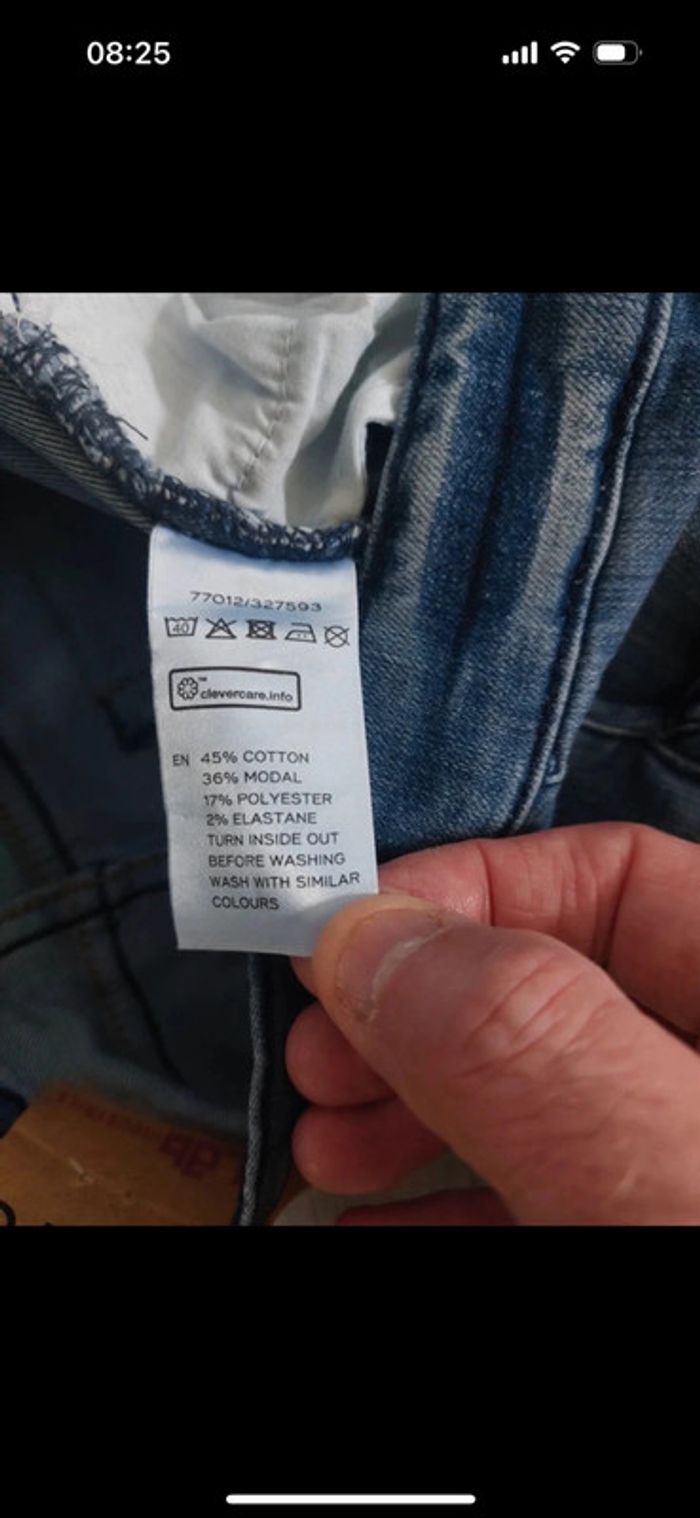 08:25
77012/327593
40
clevercare.info
EN 45% COTTON
36% MODAL
17% POLYESTER
2% ELASTANE
TURN INSIDE OUT
BEFORE WASHING
WASH WITH SIMILAR
COLOURS